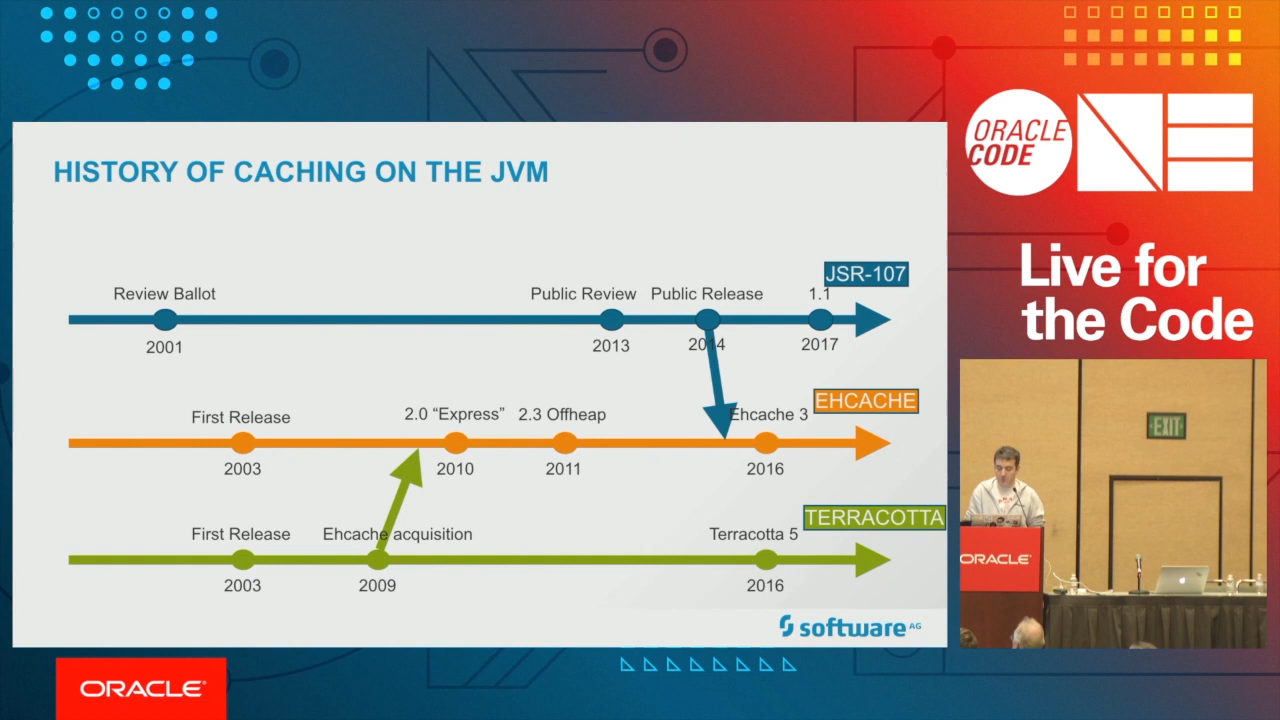 HISTORY OF CACHING ON THE JVM
JSR-107
Review Ballot
Public Review
Public Release
1.1
2001
2013
2014
2017
EHCACHE
First Release
2.0 “Express”
2.3 Offheap
Ehcache 3
2003
2010
2011
2016
TERRACOTTA
First Release
Ehcache acquisition
Terracotta 5
2003
2009
2016
software AG
ORACLE
CODE
ONE
Live for
the Code
EXIT
ORACLE
ORACLE